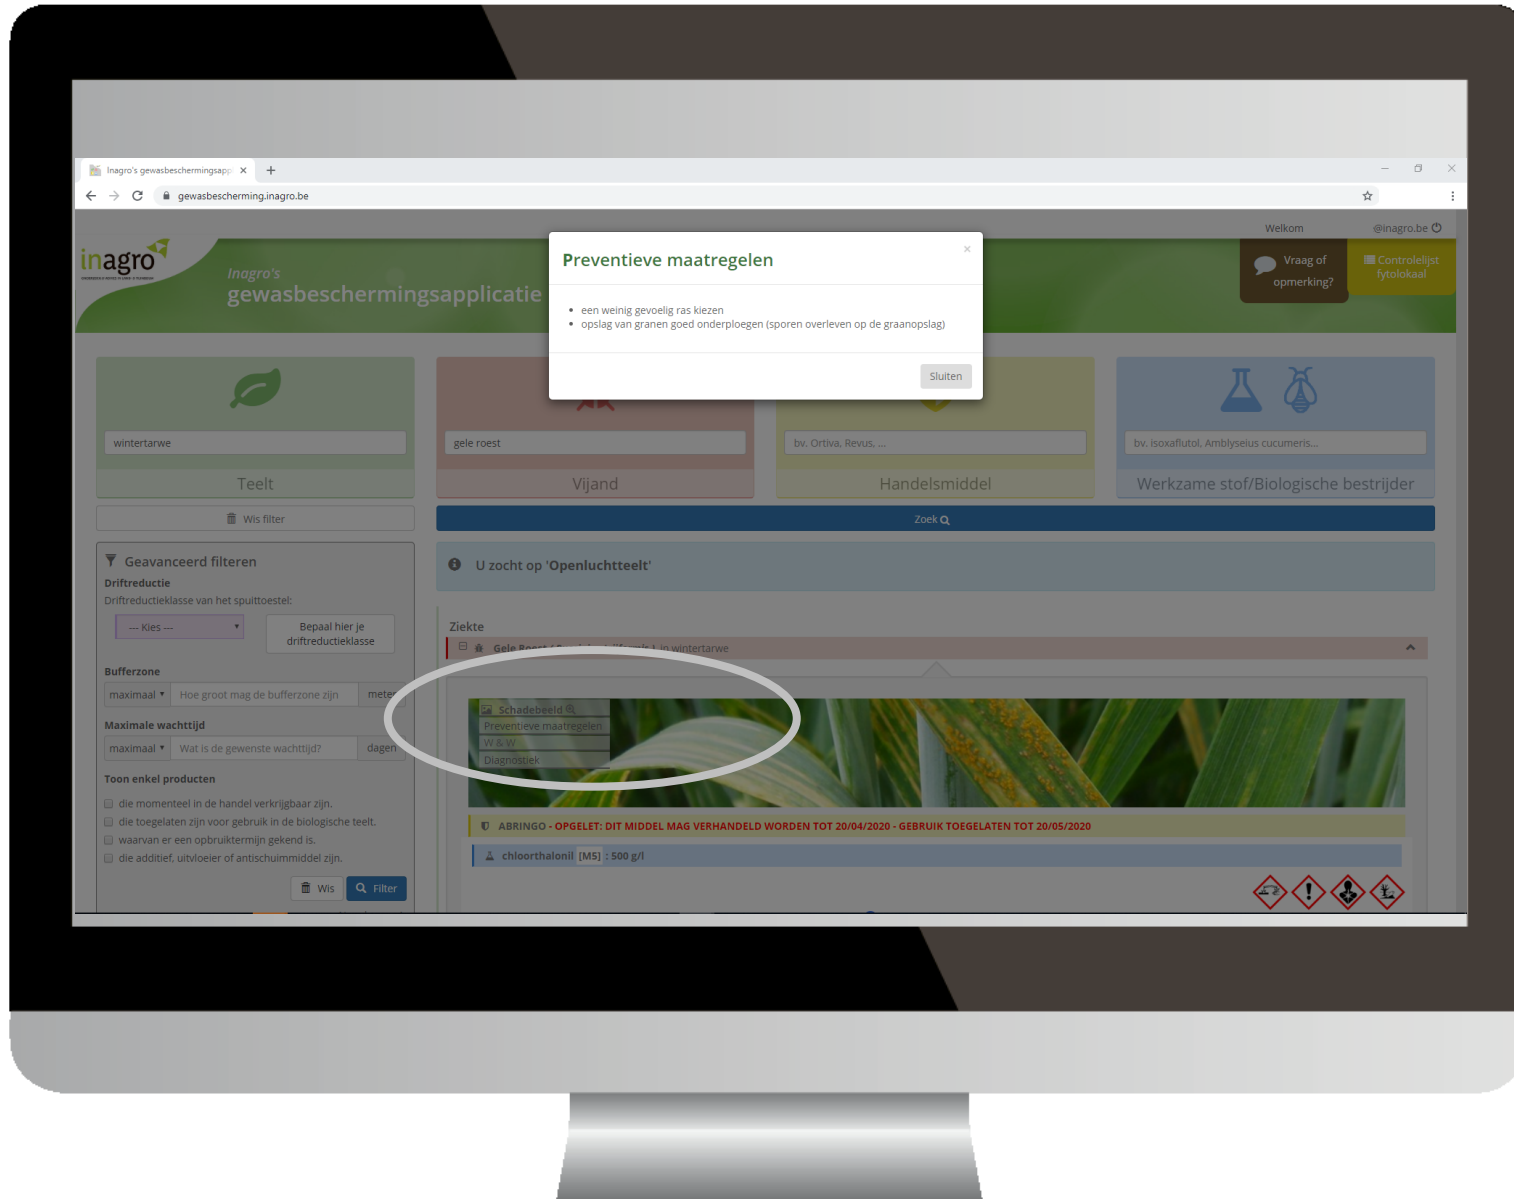 Inagro's gewasbeschermingsapp
gewasbescherming.inagro.be
Welkom @inagro.be
inagro
Inagro's
gewasbeschermingsapplicatie
Vraag of
opmerking?
Controlelijst
fytolokaal
Preventieve maatregelen
een weinig gevoelig ras kiezen
opslag van granen goed onderploegen (sporen overleven op de graanopslag)
Sluiten
wintertarwe
gele roest
bv. Ortiva, Revus, ...
bv. isoxaflutol, Amblyseius cucumeris...
Teelt
Vijand
Handelsmiddel
Werkzame stof/Biologische bestrijder
Wis filter
Zoek
Geavanceerd filteren
Driftreductie
Driftreductieklasse van het spuittoestel:
--- Kies ---
Bepaal hier je
driftreductieklasse
Bufferzone
maximaal Hoe groot mag de bufferzone zijn meter
Maximale wachttijd
maximaal Wat is de gewenste wachttijd? dagen
Toon enkel producten
die momenteel in de handel verkrijgbaar zijn.
die toegelaten zijn voor gebruik in de biologische teelt.
waarvan er een opbruiktermijn gekend is.
die additief, uitvloeier of antischuimmiddel zijn.
Wis Filter
U zocht op 'Openluchtteelt'
Ziekte
Gele Roest in wintertarwe
Schadebeeld
Preventieve maatregelen
W & W
Diagnostiek
ABRINGO - OPGELET: DIT MIDDEL MAG VERHANDELD WORDEN TOT 20/04/2020 - GEBRUIK TOEGELATEN TOT 20/05/2020
chloorthalonil [M5] : 500 g/l